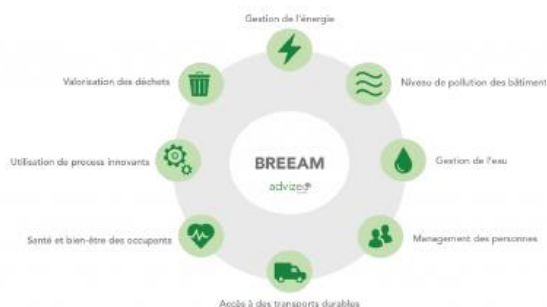 Gestion de l'énergie
Valorisation des déchets
Niveau de pollution des bâtiments
Utilisation de process innovants
BREEAM
advizeo
Gestion de l'eau
Santé et bien-être des occupants
Management des personnes
Accès à des transports durables